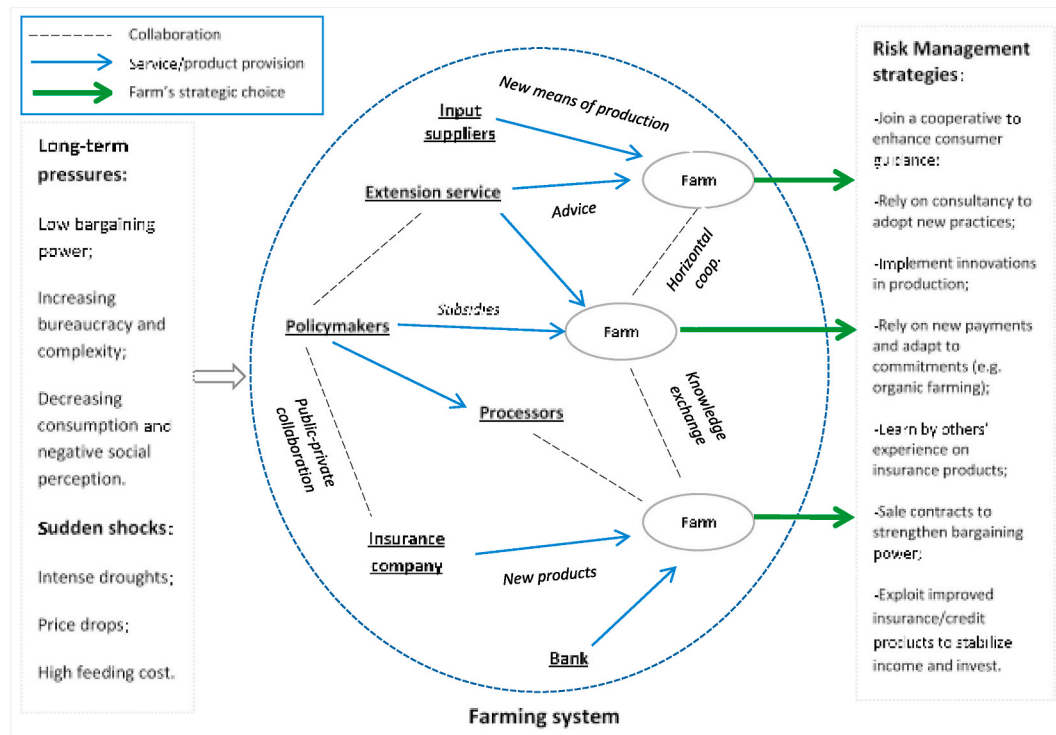 Collaboration
Service/product provision
Farm's strategic choice
Long-term
pressures:
Low bargaining
power;
Increasing
bureaucracy and
complexity;
Decreasing
consumption and
negative social
perception.
Sudden shocks:
Intense droughts;
Price drops;
High feeding cost.
New means of production
Input
suppliers
Farm
Extension service
Advice
Horizontal
coop.
Subsidies
Policymakers
Farm
Public-private
collaboration
Processors
Knowledge
exchange
Farm
Insurance
company
New products
Bank
Farming system
Risk Management
strategies:
-Join a cooperative to
enhance consumer
guidance;
-Rely on consultancy to
adopt new practices;
-Implement innovations
in production;
-Rely on new payments
and adapt to
commitments (e.g.
organic farming);
-Learn by others'
experience on
insurance products;
-Sale contracts to
strengthen bargaining
power;
-Exploit improved
insurance/credit
products to stabilize
income and invest.